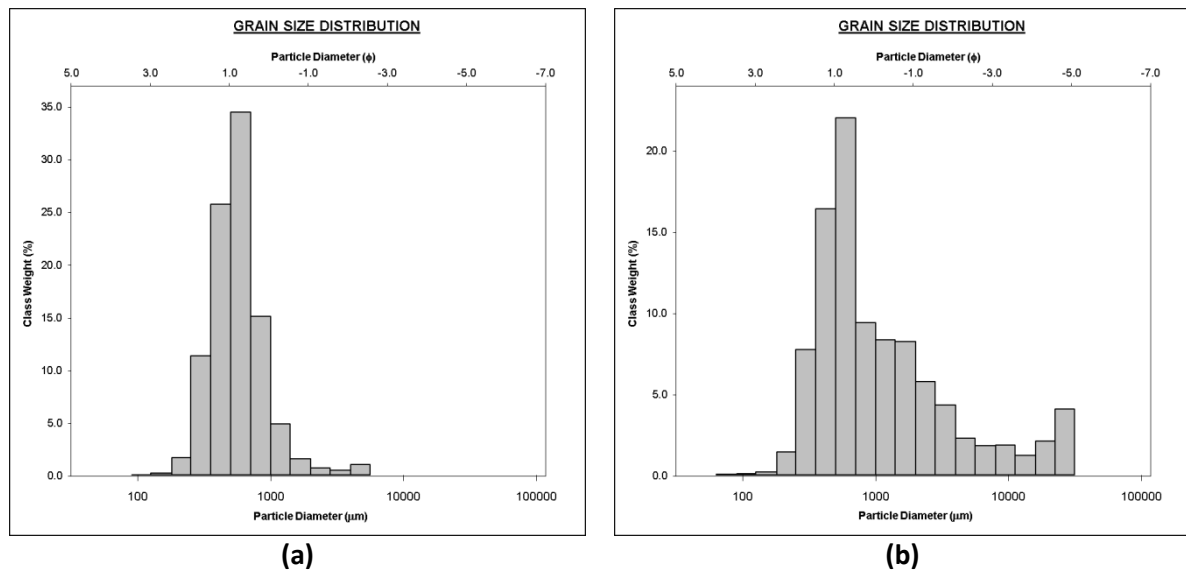 GRAIN SIZE DISTRIBUTION
Particle Diameter (ϕ)
5.0 3.0 1.0 -1.0 -3.0 -5.0 -7.0
35.0
30.0
25.0
20.0
15.0
10.0
5.0
0.0
Class Weight (%)
100 1000 10000 100000
Particle Diameter (μm)
(a)
GRAIN SIZE DISTRIBUTION
Particle Diameter (ϕ)
5.0 3.0 1.0 -1.0 -3.0 -5.0 -7.0
20.0
15.0
10.0
5.0
0.0
Class Weight (%)
100 1000 10000 100000
Particle Diameter (μm)
(b)